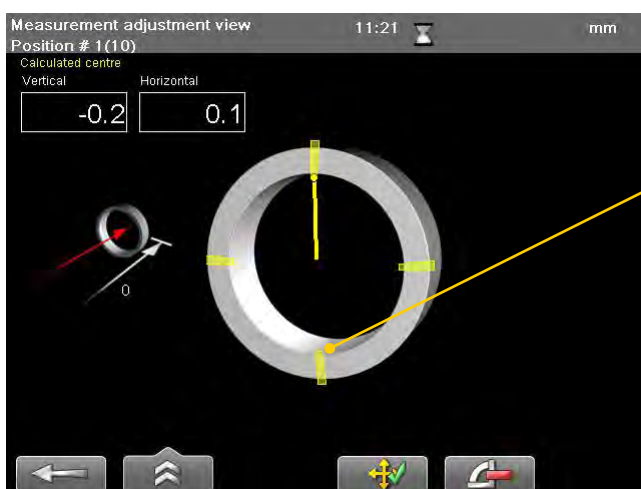 Measurement adjustment view 11:21 mm
Position # 1(10)
Calculated centre
Vertical Horizontal
-0.2 0.1
0